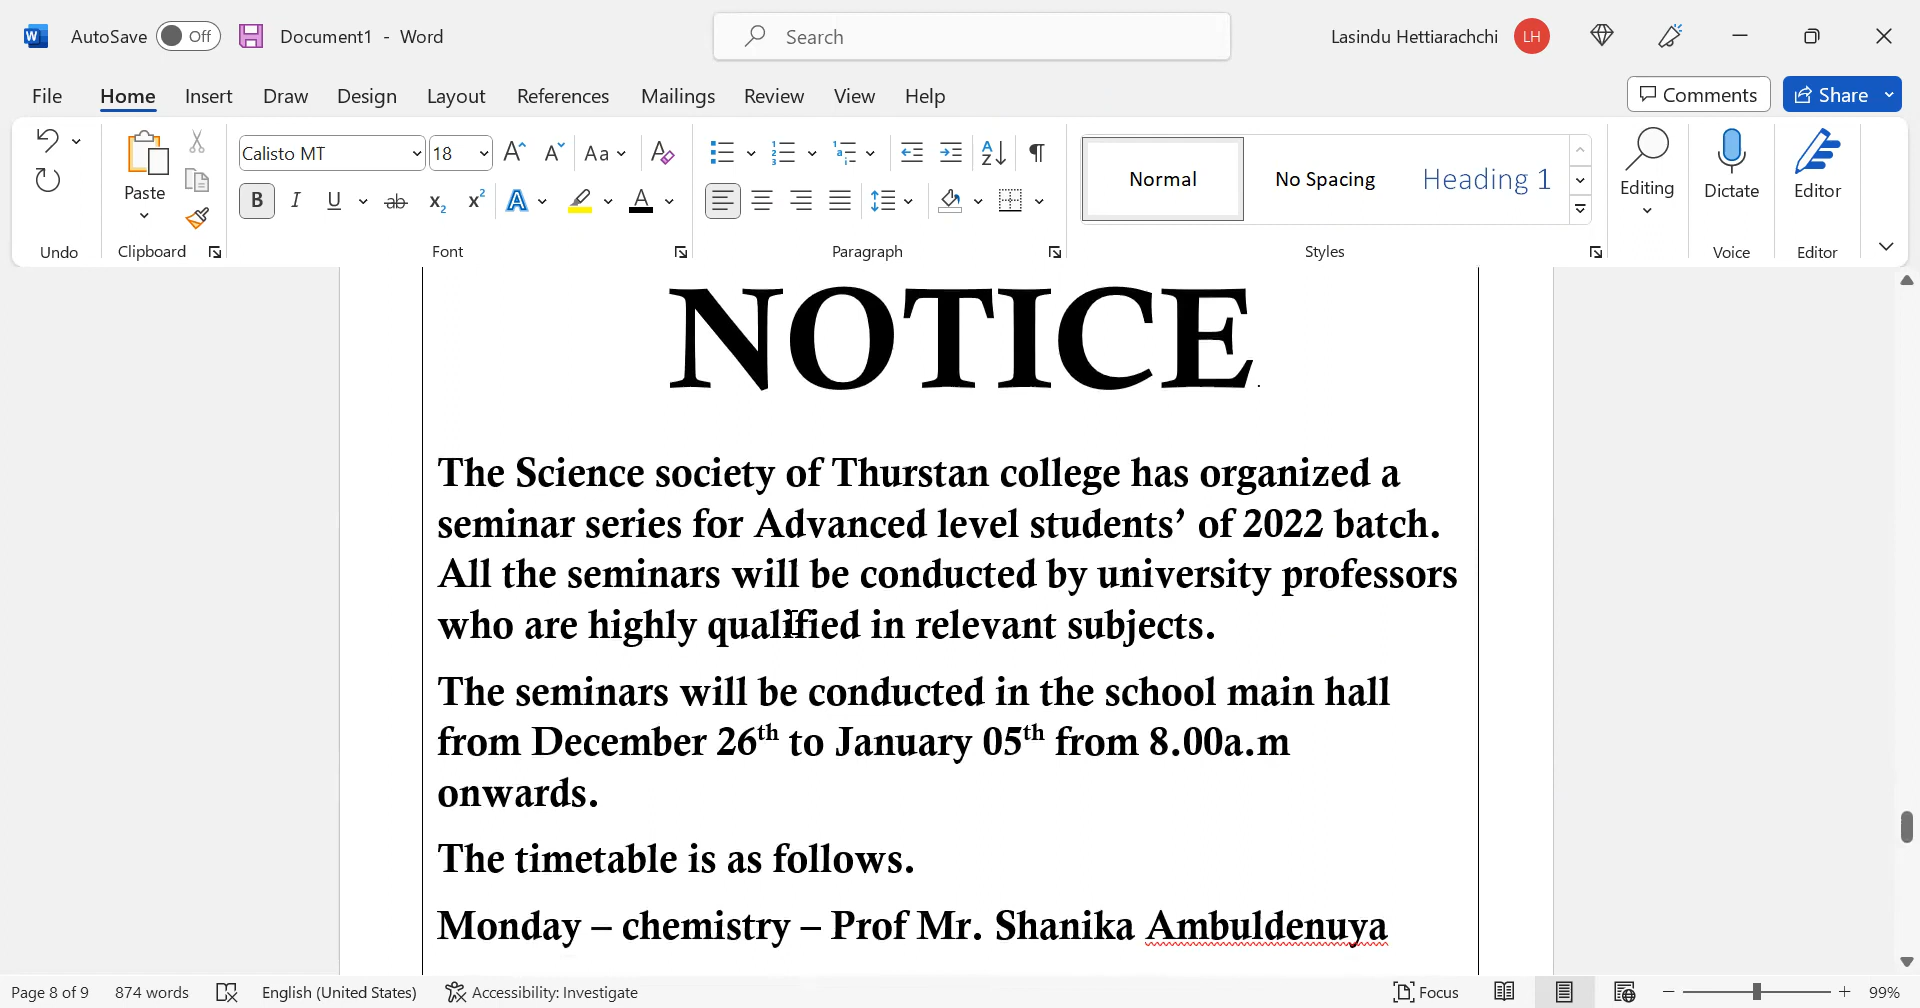 AutoSave Off Document1 - Word Search Lasindu Hettiarachchi LH
File Home Insert Draw Design Layout References Mailings Review View Help Comments Share
Calisto MT 18 Aa
Paste B I U ab x₂ x² A A Normal No Spacing Heading 1 Editing Dictate Editor
Undo Clipboard Font Paragraph Styles Voice Editor
NOTICE.
The Science society of Thurstan college has organized a
seminar series for Advanced level students’ of 2022 batch.
All the seminars will be conducted by university professors
who are highly qualified in relevant subjects.
The seminars will be conducted in the school main hall
from December 26th to January 05th from 8.00a.m
onwards.
The timetable is as follows.
Monday – chemistry – Prof Mr. Shanika Ambuldenuya
Page 8 of 9 874 words English (United States) Accessibility: Investigate Focus 99%